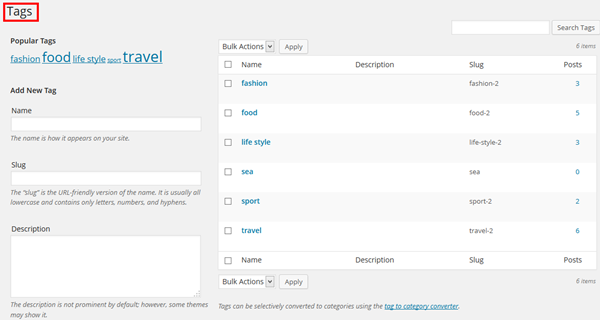 Tags
Search Tags
Popular Tags
fashion food life style sport travel
Add New Tag
Name
The name is how it appears on your site.
Slug
The “slug” is the URL-friendly version of the name. It is usually all
lowercase and contains only letters, numbers, and hyphens.
Description
The description is not prominent by default; however, some themes
may show it.
Bulk Actions Apply 6 items
Name Description Slug Posts
fashion fashion-2 3
food food-2 5
life style life-style-2 3
sea sea 0
sport sport-2 2
travel travel-2 6
Name Description Slug Posts
Bulk Actions Apply 6 items
Tags can be selectively converted to categories using the tag to category converter.